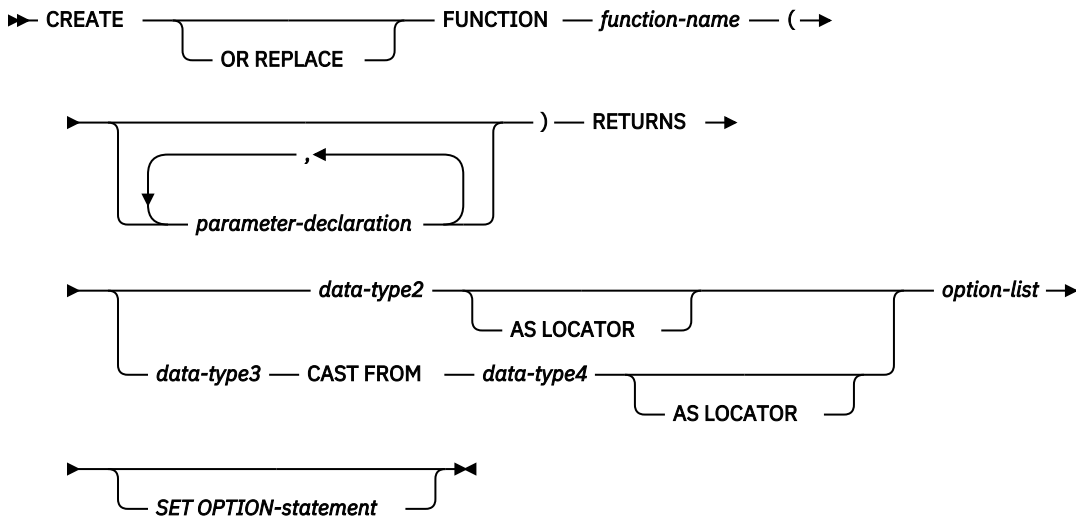 CREATE FUNCTION function-name (
OR REPLACE
) RETURNS
,
parameter-declaration
data-type2 option-list
AS LOCATOR
data-type3 CAST FROM data-type4
AS LOCATOR
SET OPTION-statement